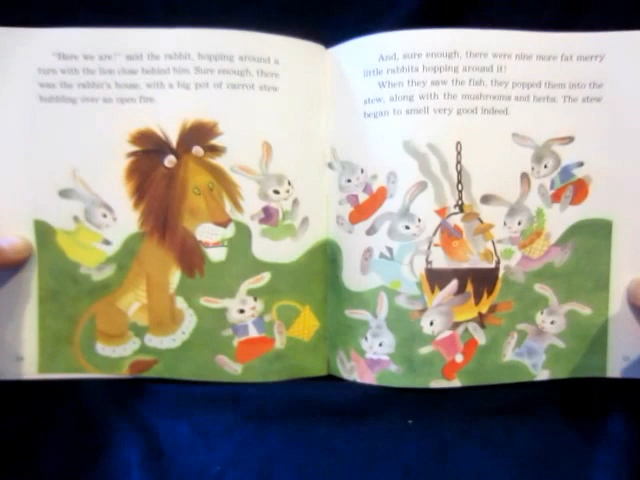 "Here we are!" said the rabbit, hopping around a
turn with the lion close behind him. Sure enough, there
was the rabbit's house, with a big pot of carrot stew
bubbling over an open fire.
And, sure enough, there were nine more fat merry
little rabbits hopping around it!
When they saw the fish, they popped them into the
stew, along with the mushrooms and herbs. The stew
began to smell very good indeed.